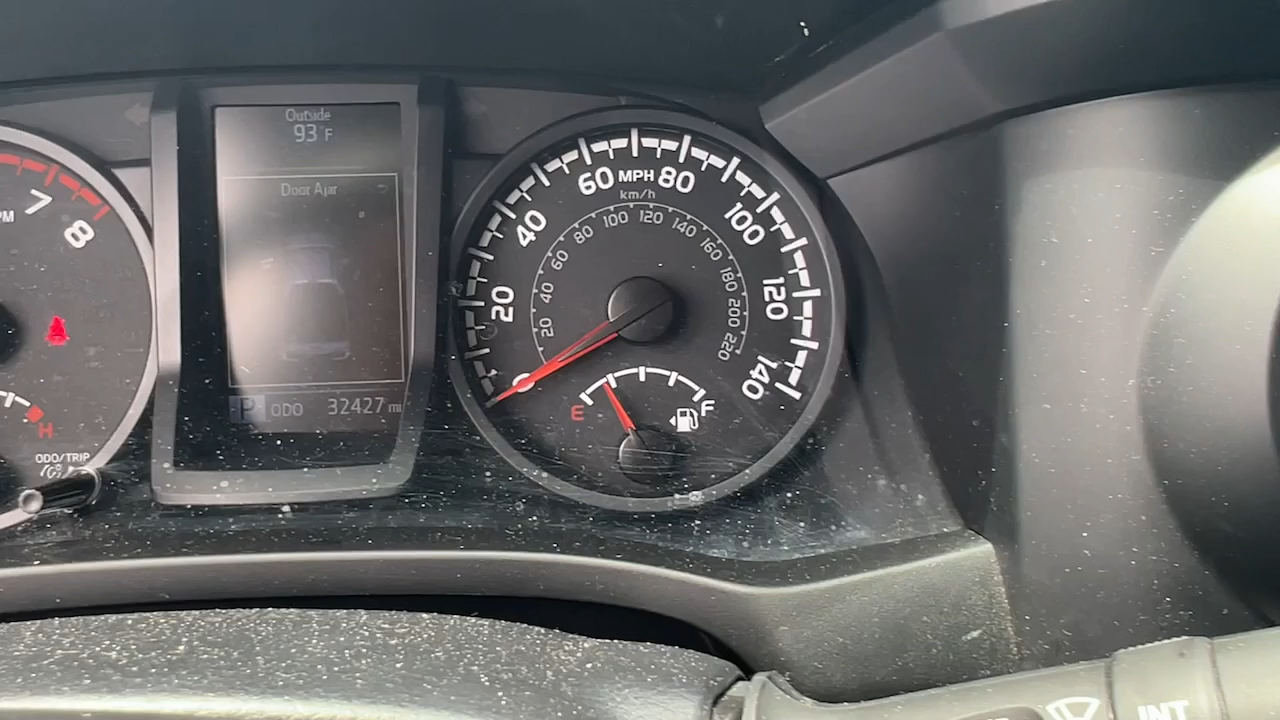 Outside
93°F
Door Ajar
P ODO 32427 mi
7
8
H
ODO/TRIP
0 20 40 60 MPH 80 100 120 140
km/h
20 40 60 80 100 120 140 160 180 200 220
E F
INT